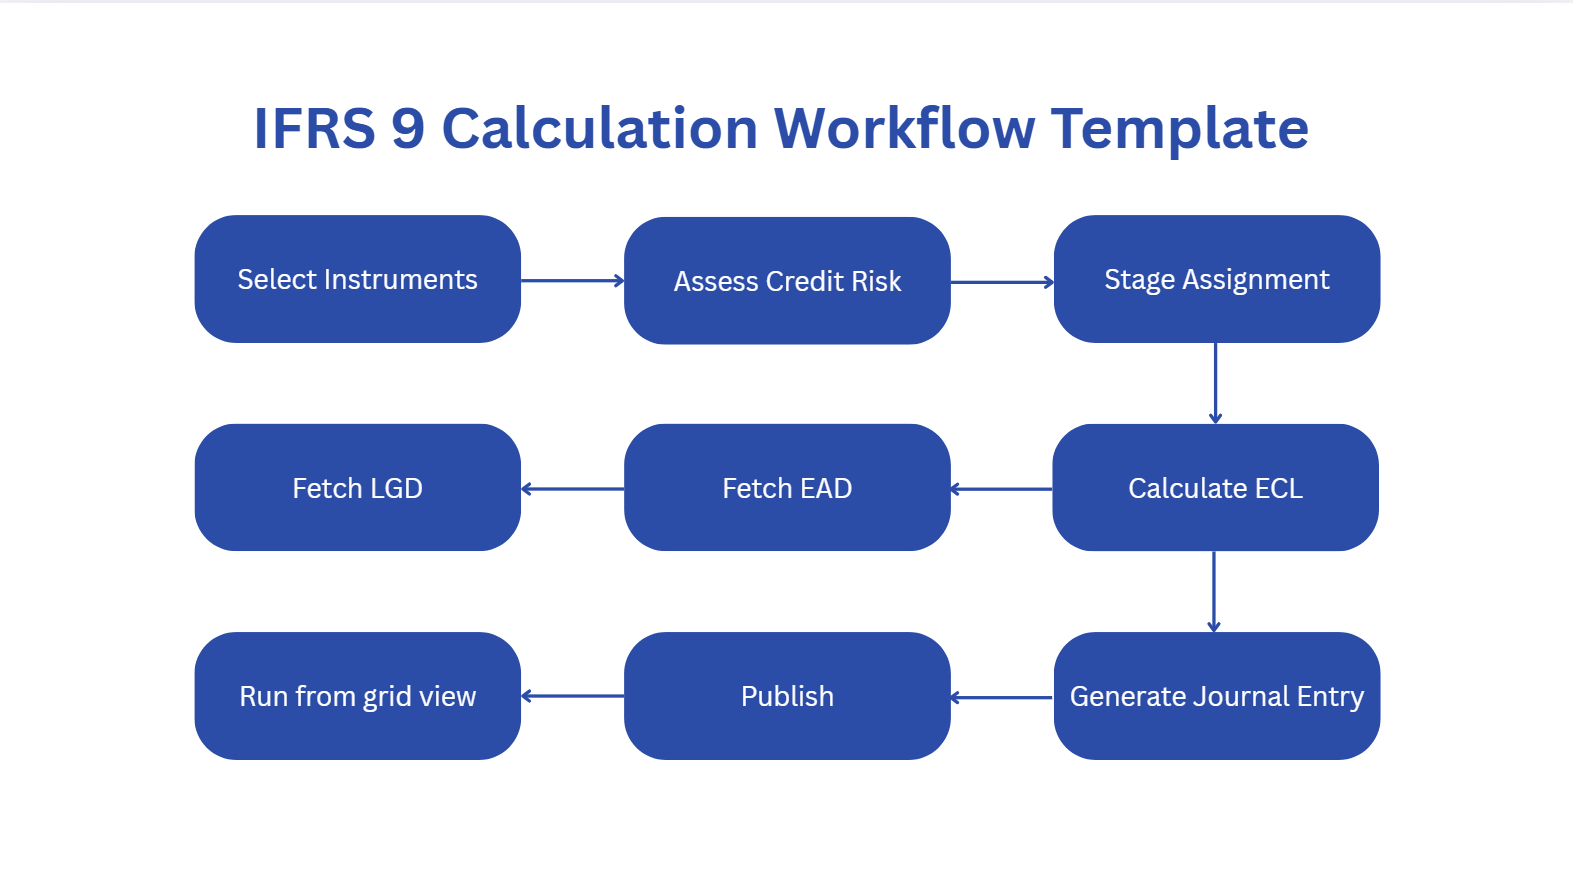 IFRS 9 Calculation Workflow Template
Select Instruments
Assess Credit Risk
Stage Assignment
Fetch LGD
Fetch EAD
Calculate ECL
Run from grid view
Publish
Generate Journal Entry